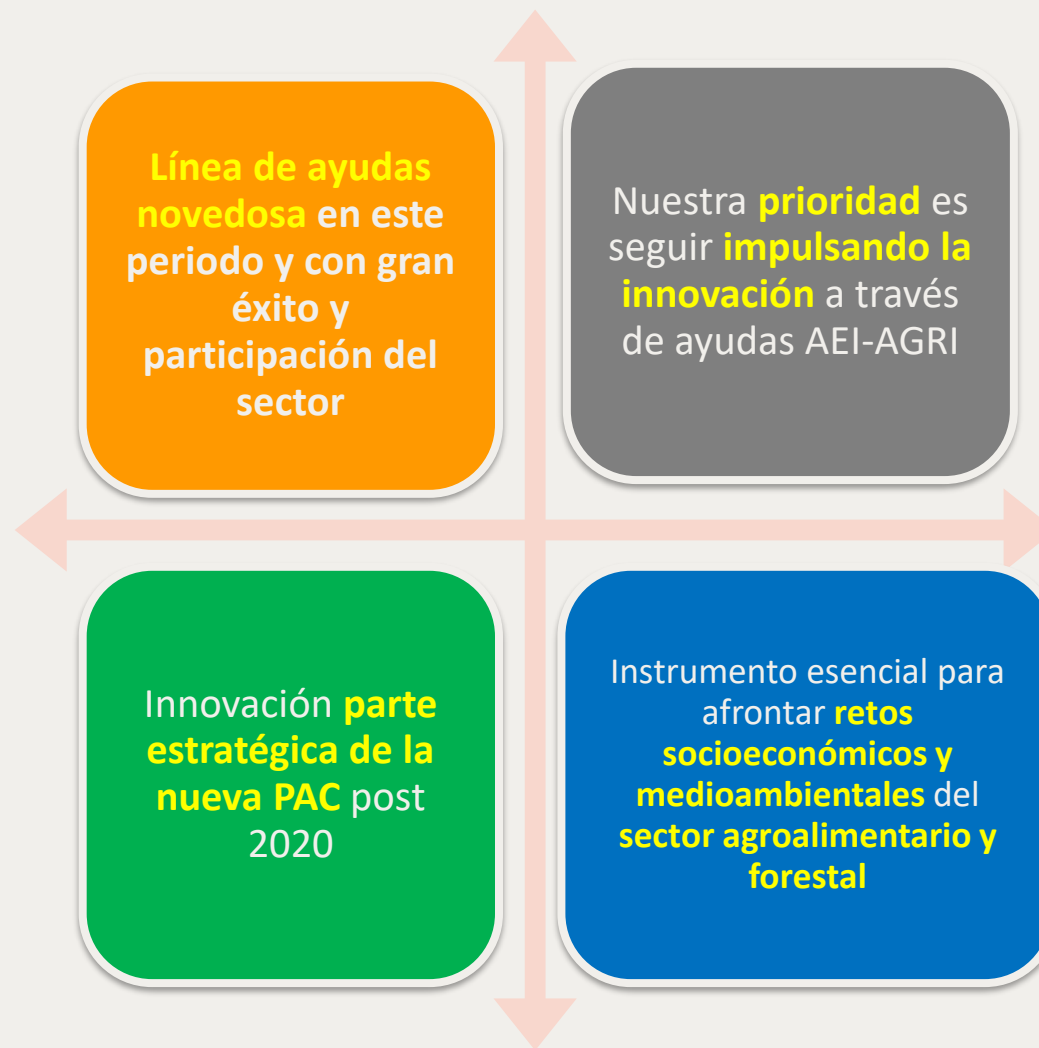 Línea de ayudas
novedosa en este
periodo y con gran
éxito y
participación del
sector
Nuestra prioridad es
seguir impulsando la
innovación a través
de ayudas AEI-AGRI
Innovación parte
estratégica de la
nueva PAC post
2020
Instrumento esencial para
afrontar retos
socioeconómicos y
medioambientales del
sector agroalimentario y
forestal